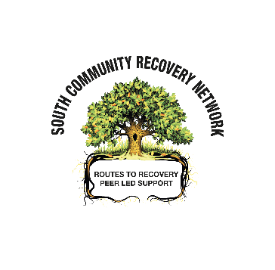 SOUTH COMMUNITY RECOVERY NETWORK
ROUTES TO RECOVERY
PEER LED SUPPORT